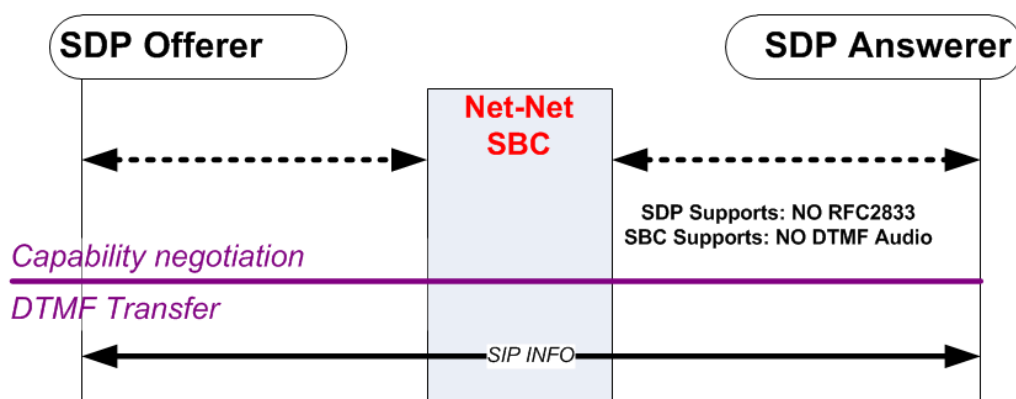 SDP Offerer
SDP Answerer
Net-Net
SBC
SDP Supports: NO RFC2833
SBC Supports: NO DTMF Audio
Capability negotiation
DTMF Transfer
SIP INFO